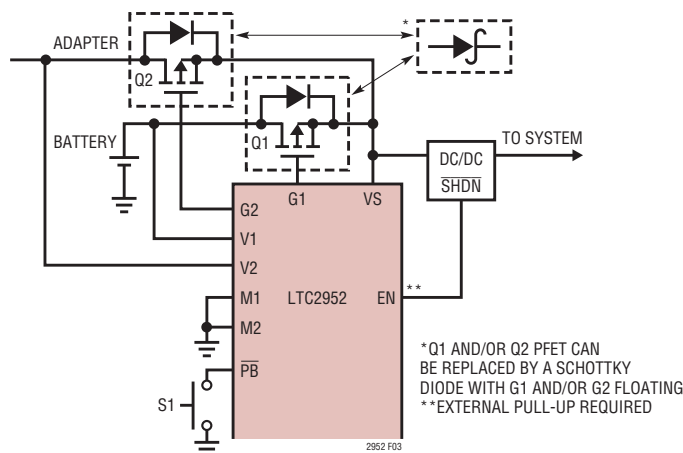 *
ADAPTER
Q2
BATTERY
Q1
TO SYSTEM
DC/DC
SHDN
G1
VS
G2
V1
V2
M1
LTC2952
EN
**
M2
PB
S1
*Q1 AND/OR Q2 PFET CAN
BE REPLACED BY A SCHOTTKY
DIODE WITH G1 AND/OR G2 FLOATING
**EXTERNAL PULL-UP REQUIRED
2952 F03